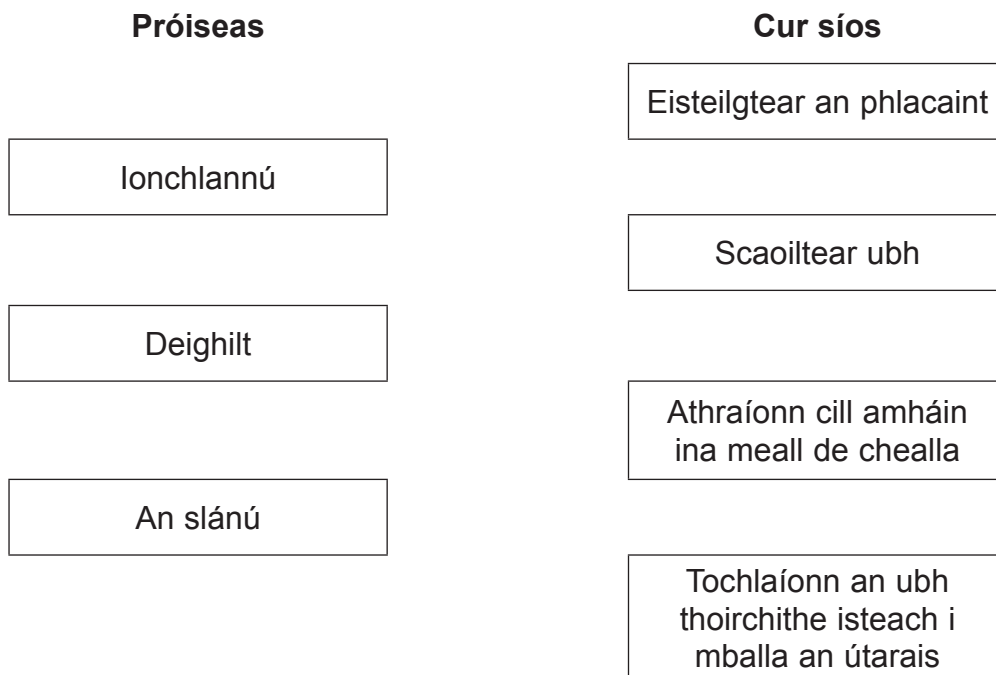 Próiseas
Cur síos
Eisteilgtear an phlacaint
Ionchlannú
Scaoiltear ubh
Deighilt
Athraíonn cill amháin
ina meall de chealla
An slánú
Tochlaíonn an ubh
thoirchithe isteach i
mballa an útarais